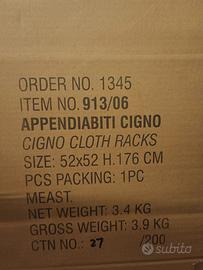 ORDER NO. 1345
ITEM NO. 913/06
APPENDIABITI CIGNO
CIGNO CLOTH RACKS
SIZE: 52x52 H.176 CM
PCS PACKING: 1PC
MEAST.
NET WEIGHT: 3.4 KG
GROSS WEIGHT: 3.9 KG
CTN NO.: 27 /200
subito